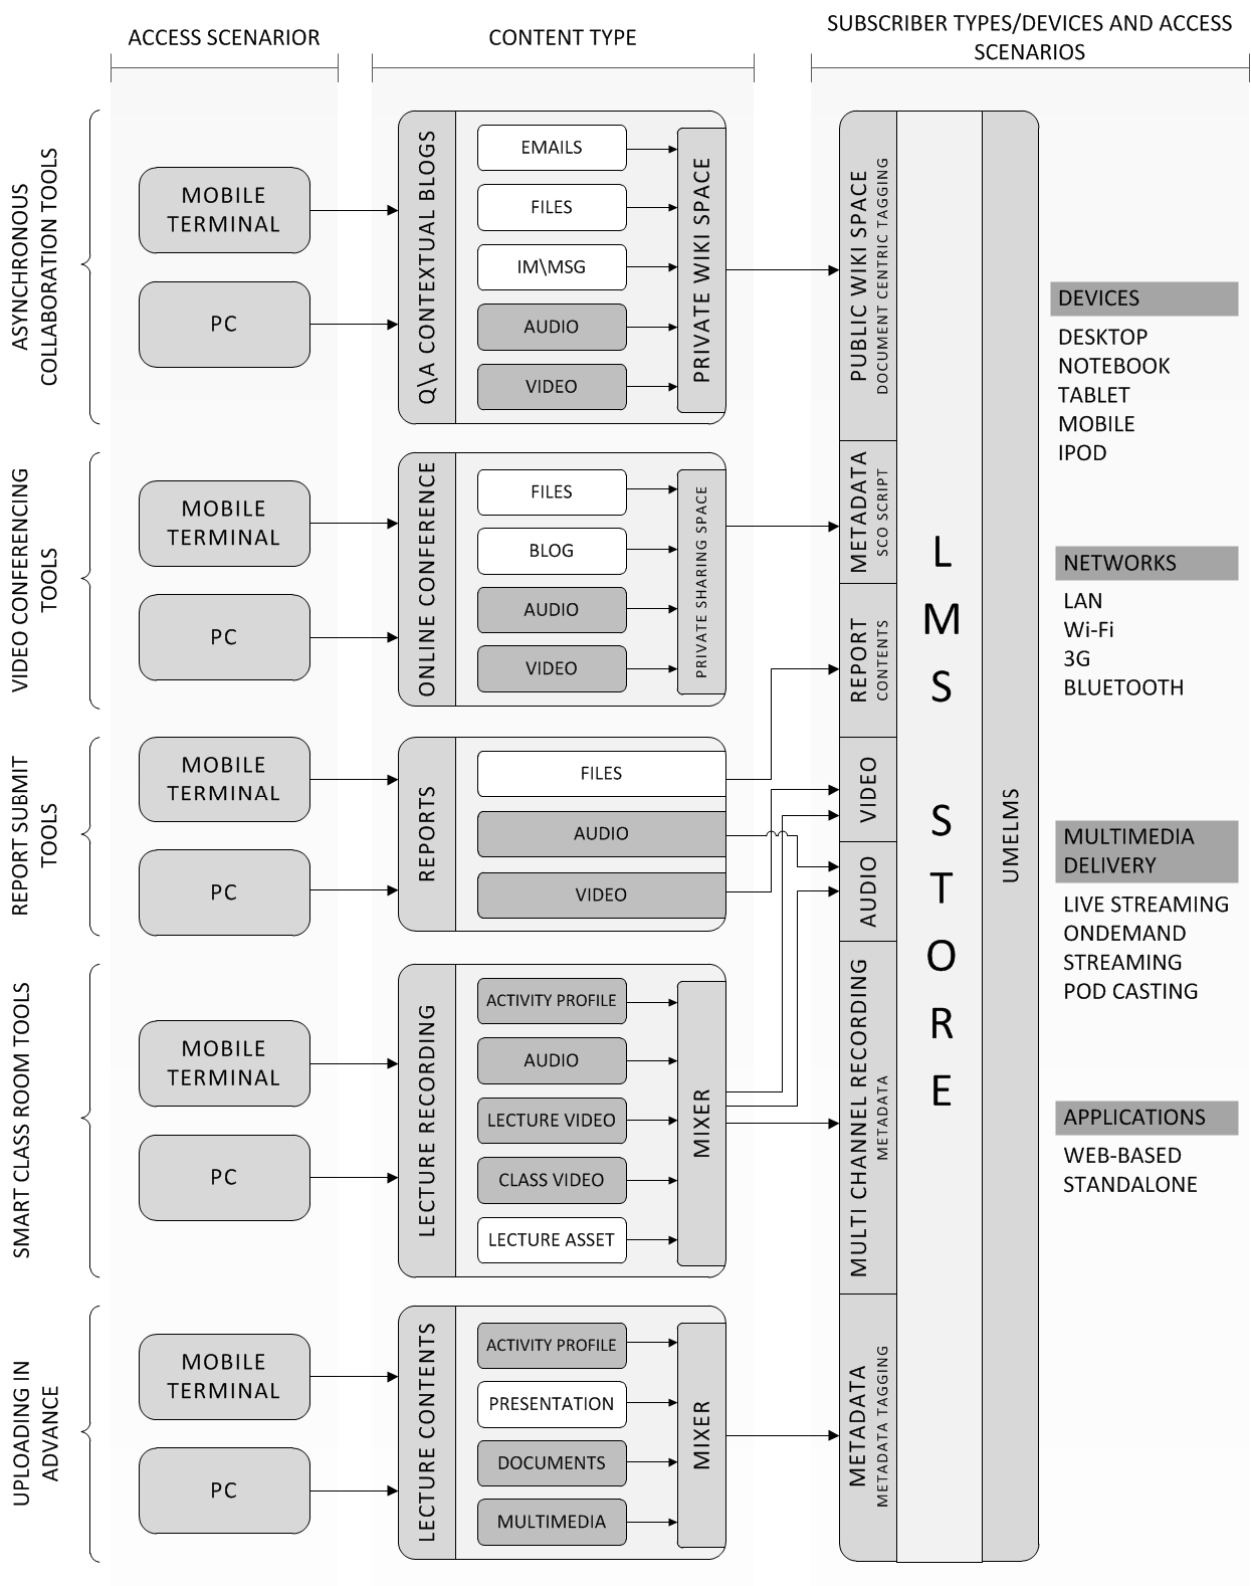 ACCESS SCENARIOR
CONTENT TYPE
SUBSCRIBER TYPES/DEVICES AND ACCESS
SCENARIOS
ASYNCHRONOUS
COLLABORATION TOOLS
MOBILE
TERMINAL
PC
Q\A CONTEXTUAL BLOGS
EMAILS
FILES
IM\MSG
AUDIO
VIDEO
PRIVATE WIKI SPACE
VIDEO CONFERENCING
TOOLS
MOBILE
TERMINAL
PC
ONLINE CONFERENCE
FILES
BLOG
AUDIO
VIDEO
PRIVATE SHARING SPACE
REPORT SUBMIT
TOOLS
MOBILE
TERMINAL
PC
REPORTS
FILES
AUDIO
VIDEO
SMART CLASS ROOM TOOLS
MOBILE
TERMINAL
PC
LECTURE RECORDING
ACTIVITY PROFILE
AUDIO
LECTURE VIDEO
CLASS VIDEO
LECTURE ASSET
MIXER
UPLOADING IN
ADVANCE
MOBILE
TERMINAL
PC
LECTURE CONTENTS
ACTIVITY PROFILE
PRESENTATION
DOCUMENTS
MULTIMEDIA
MIXER
PUBLIC WIKI SPACE
DOCUMENT CENTRIC TAGGING
METADATA
SCO SCRIPT
REPORT
CONTENTS
VIDEO
AUDIO
MULTI CHANNEL RECORDING
METADATA
METADATA
METADATA TAGGING
LMS STORE
UMELMS
DEVICES
DESKTOP
NOTEBOOK
TABLET
MOBILE
IPOD
NETWORKS
LAN
Wi-Fi
3G
BLUETOOTH
MULTIMEDIA
DELIVERY
LIVE STREAMING
ONDEMAND
STREAMING
POD CASTING
APPLICATIONS
WEB-BASED
STANDALONE